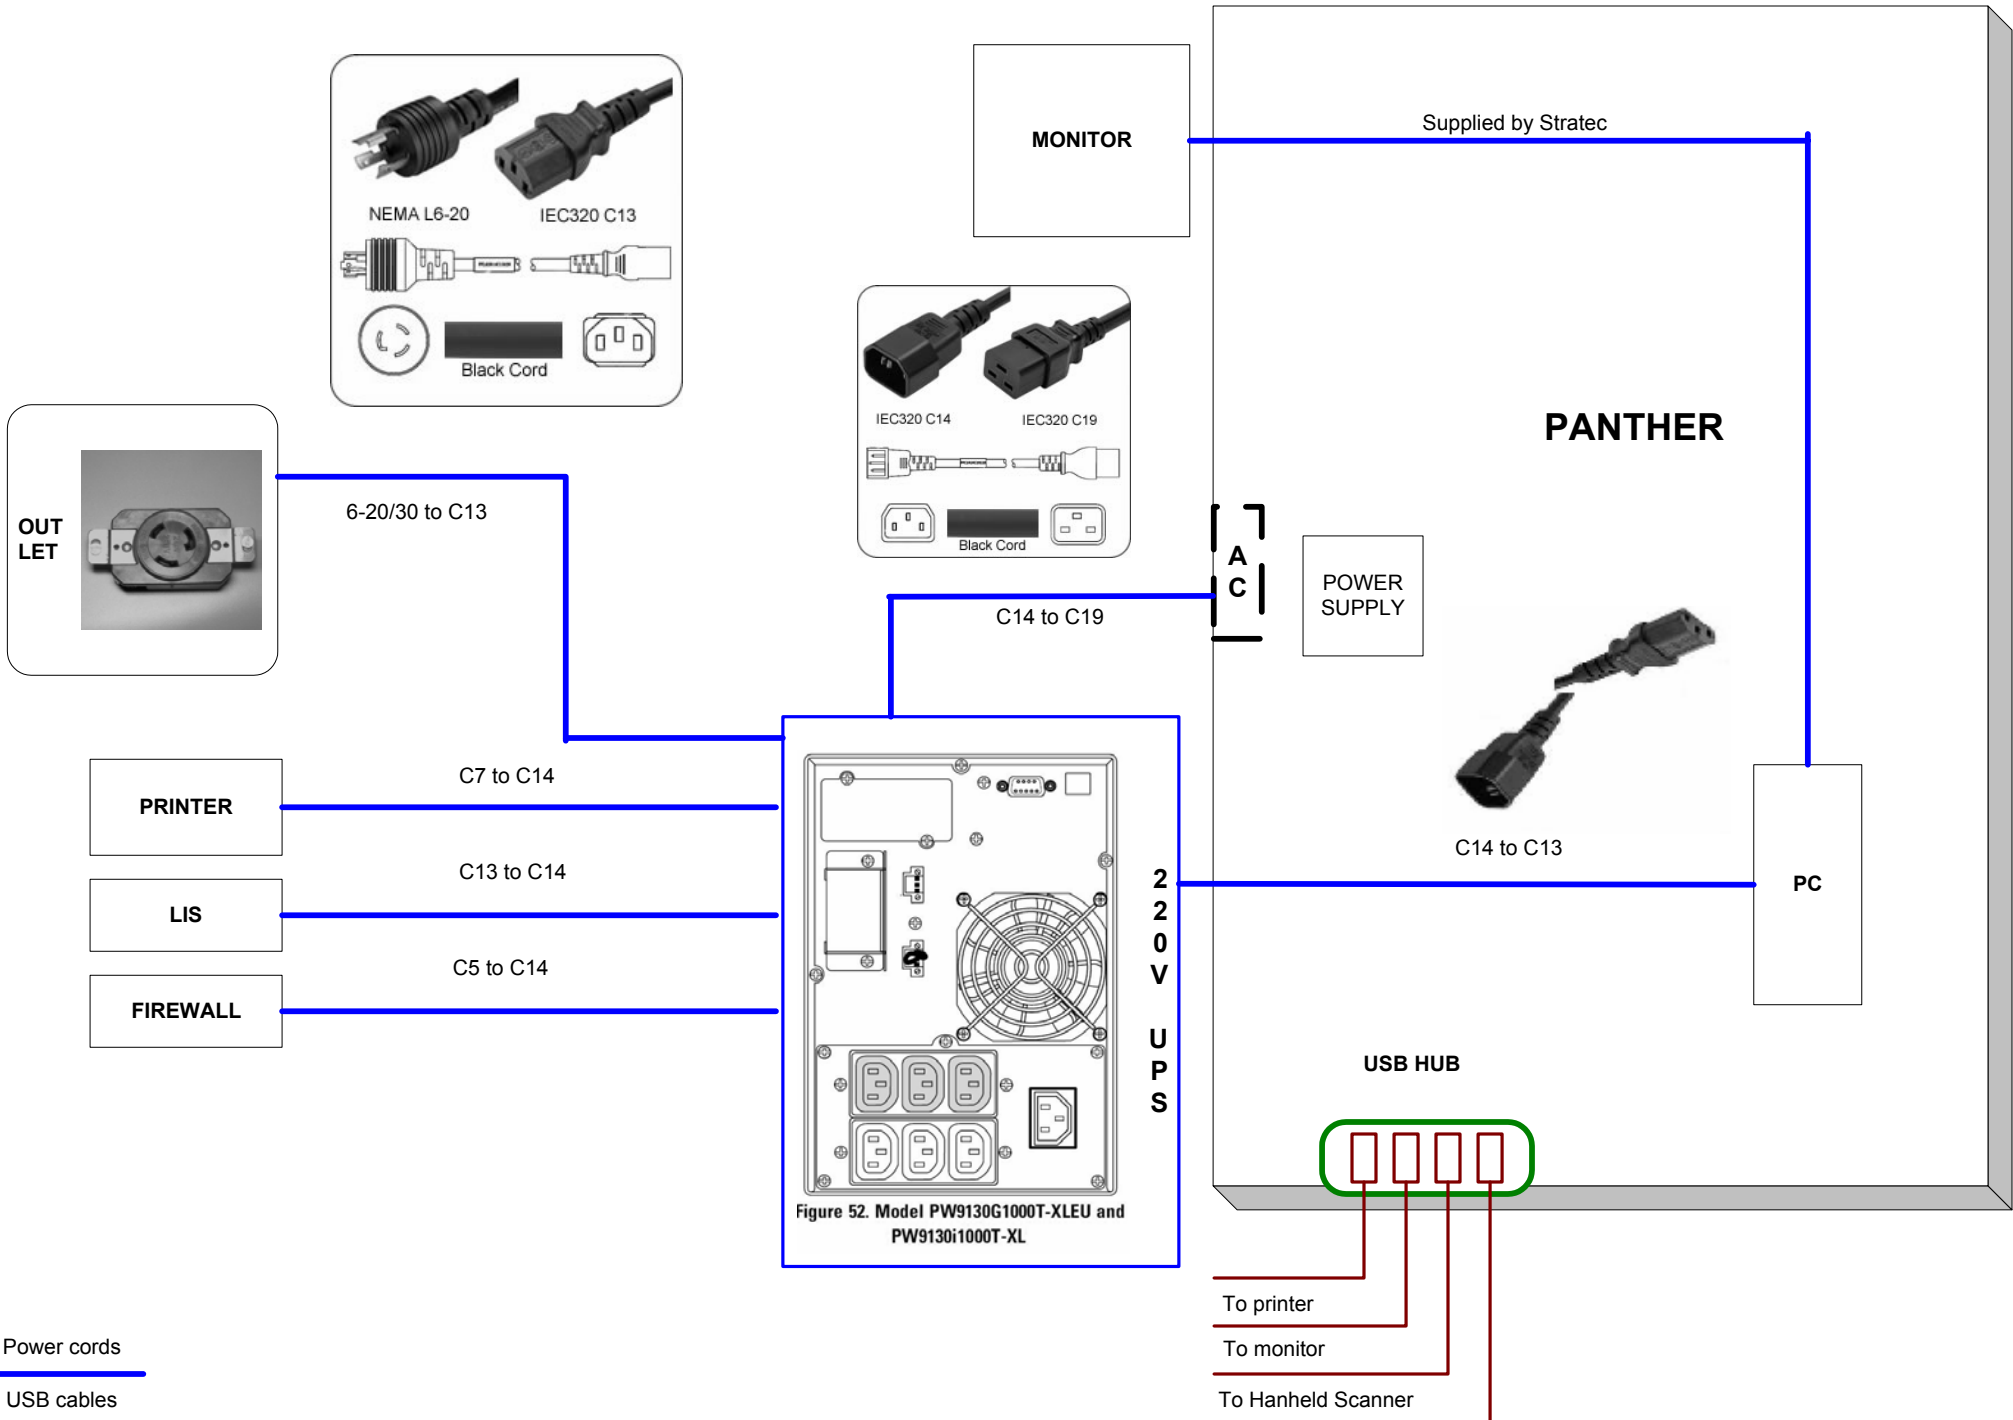 MONITOR
Supplied by Stratec
NEMA L6-20
IEC320 C13
Black Cord
IEC320 C14
IEC320 C19
Black Cord
PANTHER
OUT
LET
6-20/30 to C13
A
C
POWER
SUPPLY
C14 to C19
C7 to C14
PRINTER
C13 to C14
LIS
C5 to C14
FIREWALL
2
2
0
V
U
P
S
C14 to C13
PC
USB HUB
Figure 52. Model PW9130G1000T-XLEU and
PW9130i1000T-XL
To printer
To monitor
To Hanheld Scanner
Power cords
USB cables